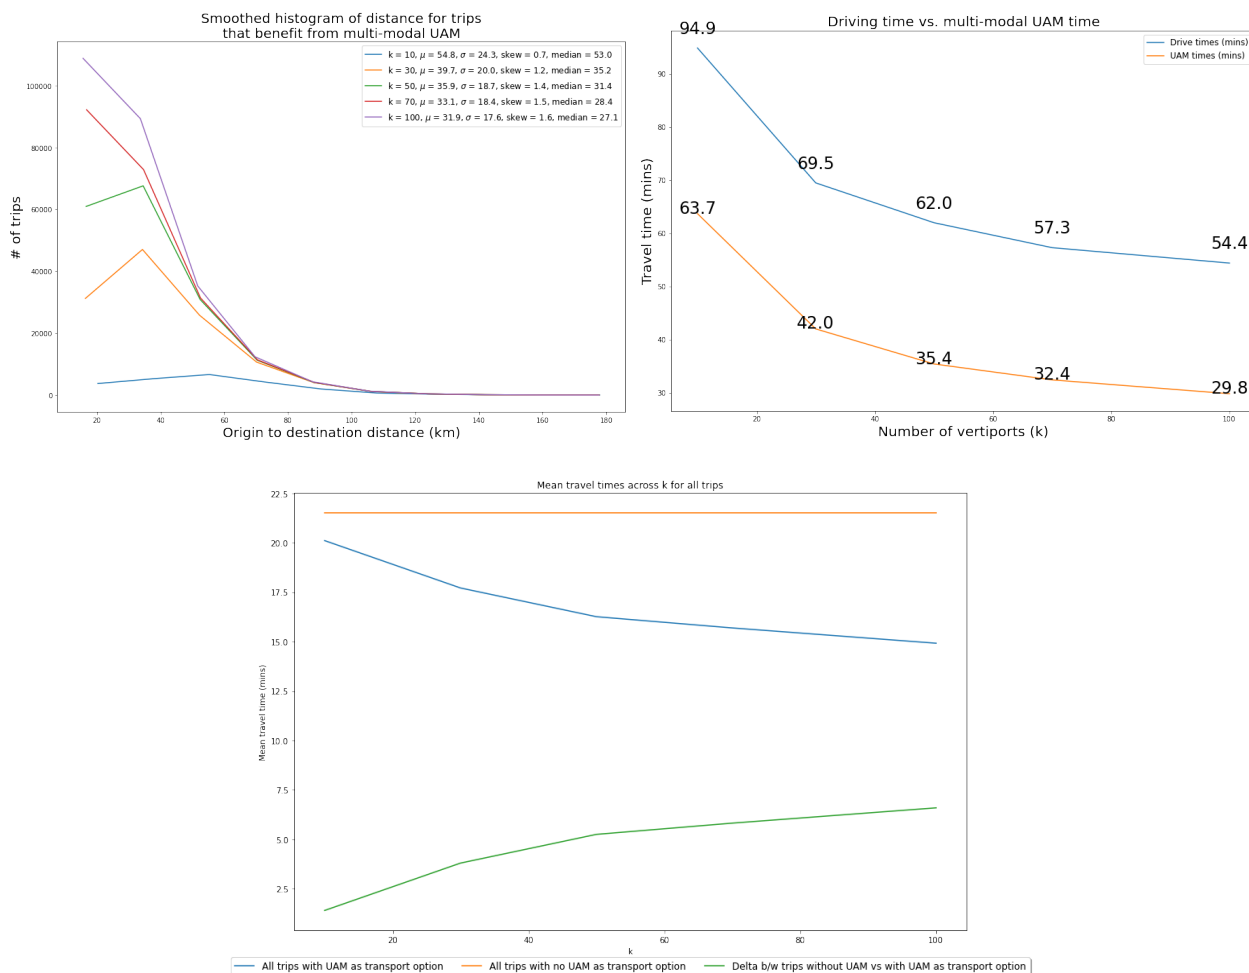 Smoothed histogram of distance for trips
that benefit from multi-modal UAM
k = 10, μ = 54.8, σ = 24.3, skew = 0.7, median = 53.0
k = 30, μ = 39.7, σ = 20.0, skew = 1.2, median = 35.2
k = 50, μ = 35.9, σ = 18.7, skew = 1.4, median = 31.4
k = 70, μ = 33.1, σ = 18.4, skew = 1.5, median = 28.4
k = 100, μ = 31.9, σ = 17.6, skew = 1.6, median = 27.1
# of trips
100000
80000
60000
40000
20000
0
20 40 60 80 100 120 140 160 180
Origin to destination distance (km)
Driving time vs. multi-modal UAM time
Drive times (mins)
UAM times (mins)
94.9
69.5
62.0
57.3
54.4
63.7
42.0
35.4
32.4
29.8
Travel time (mins)
90
80
70
60
50
40
30
20 40 60 80 100
Number of vertiports (k)
Mean travel times across k for all trips
Mean travel time (mins)
22.5
20.0
17.5
15.0
12.5
10.0
7.5
5.0
2.5
20 40 60 80 100
k
All trips with UAM as transport option
All trips with no UAM as transport option
Delta b/w trips without UAM vs with UAM as transport option